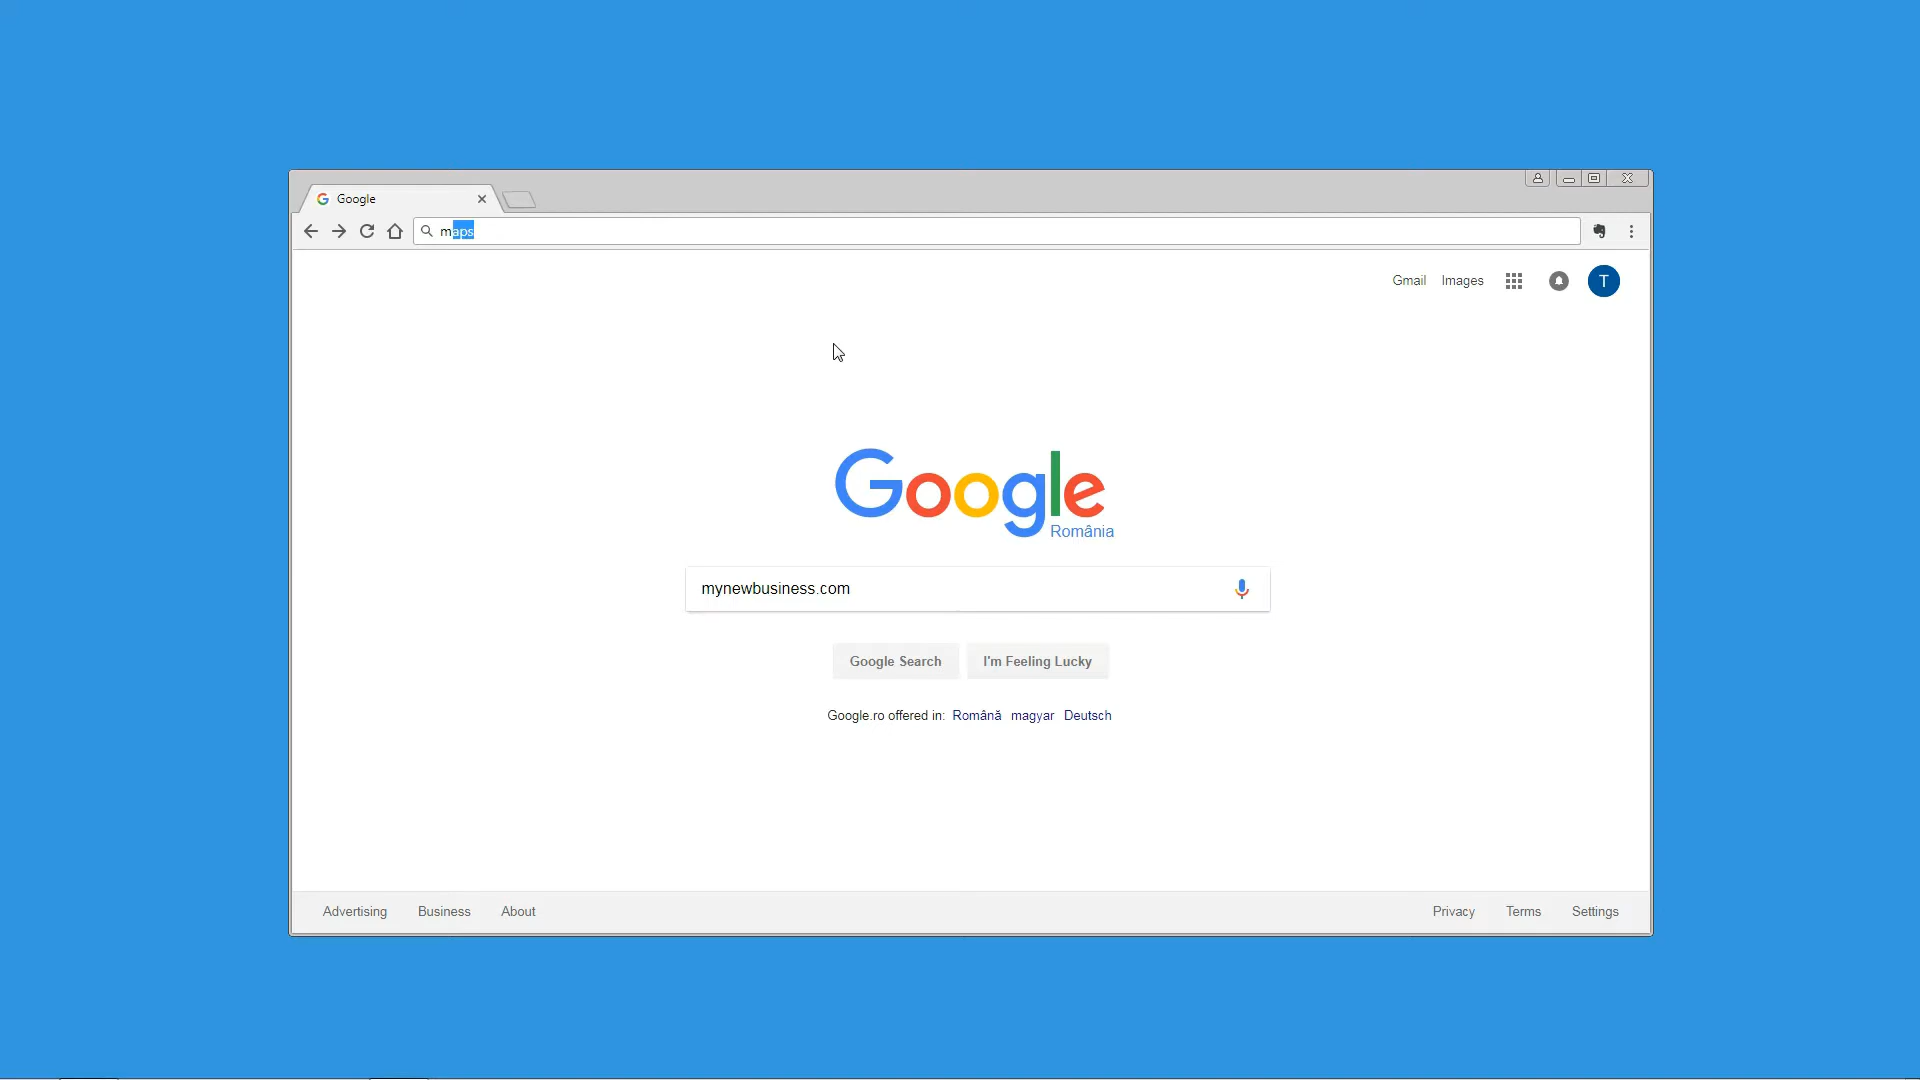 Google
maps
Gmail Images T
Google
România
mynewbusiness.com
Google Search I'm Feeling Lucky
Google.ro offered in: Română magyar Deutsch
Advertising Business About Privacy Terms Settings